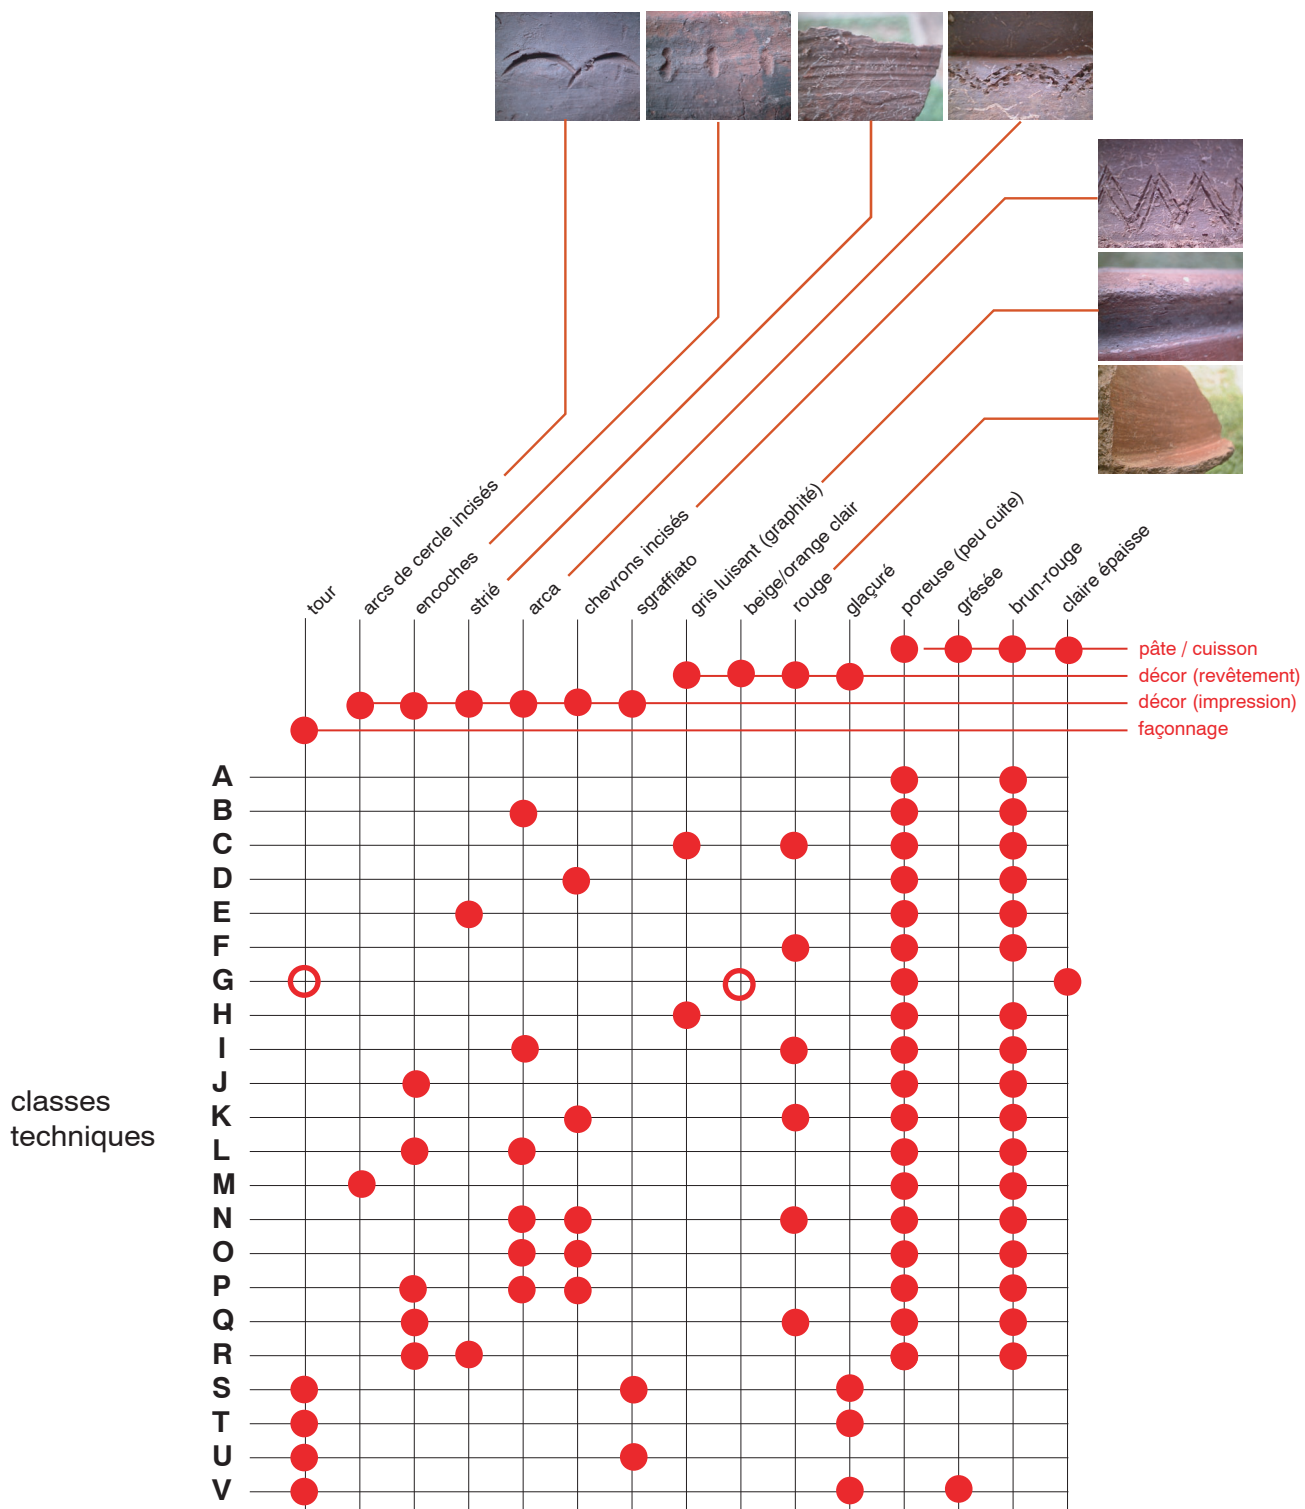 tour
arcs de cercle incisés
encoches
strié
arca
chevrons incisés
sgraffiato
gris luisant (graphité)
beige/orange clair
rouge
glaçuré
poreuse (peu cuite)
grésée
brun-rouge
claire épaisse
pâte / cuisson
décor (revêtement)
décor (impression)
façonnage
A
B
C
D
E
F
G
H
I
J
K
L
M
N
O
P
Q
R
S
T
U
V
classes
techniques